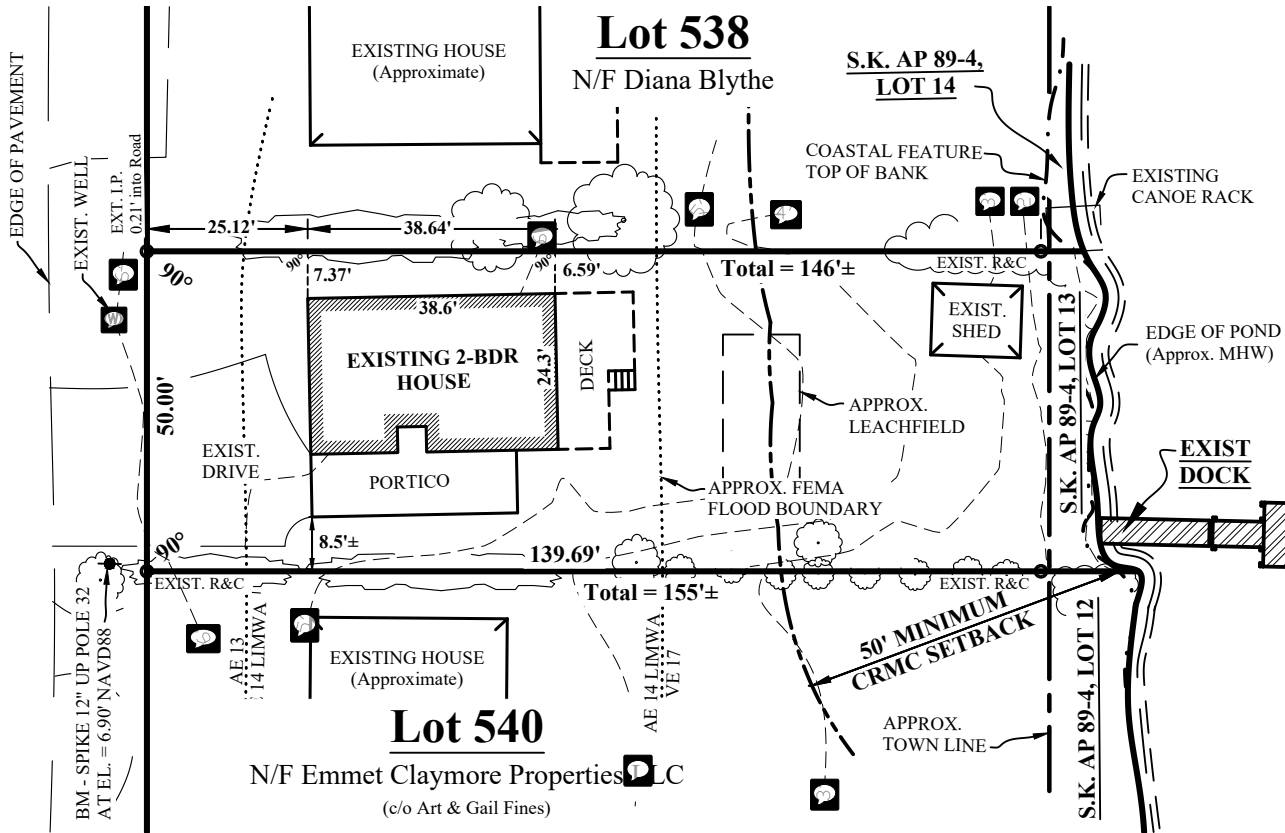 EDGE OF PAVEMENT
EXIST. WELL
EXT. I.P.
0.21' into Road
EXISTING HOUSE
(Approximate)
Lot 538
N/F Diana Blythe
S.K. AP 89-4,
LOT 14
COASTAL FEATURE
TOP OF BANK
EXISTING
CANOE RACK
25.12'
38.64'
90°
90°
90°
7.37'
6.59'
Total = 146'±
EXIST. R&C
38.6'
EXISTING 2-BDR
HOUSE
24.3'
DECK
EXIST.
SHED
S.K. AP 89-4, LOT 13
EDGE OF POND
(Approx. MHW)
50.00'
EXIST.
DRIVE
PORTICO
APPROX.
LEACHFIELD
APPROX. FEMA
FLOOD BOUNDARY
EXIST
DOCK
90°
8.5'±
139.69'
EXIST. R&C
Total = 155'±
EXIST. R&C
BM - SPIKE 12" UP POLE 32
AT EL. = 6.90' NAVD88
AE 13
14 LIMWA
EXISTING HOUSE
(Approximate)
AE 14 LIMWA
VE 17
50' MINIMUM
CRMC SETBACK
S.K. AP 89-4, LOT 12
APPROX.
TOWN LINE
Lot 540
N/F Emmet Claymore Properties LC
(c/o Art & Gail Fines)
W